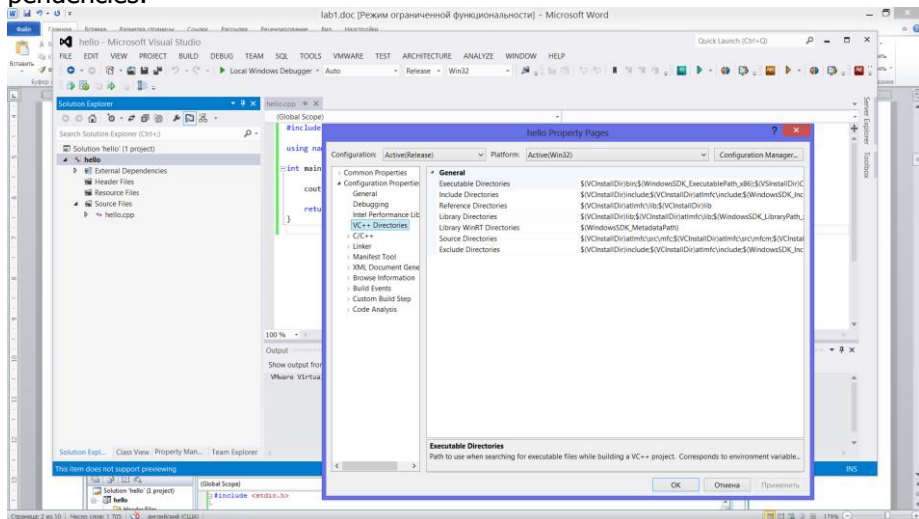 pendencies.
lab1.doc [Режим ограниченной функциональности] - Microsoft Word
Файл
hello - Microsoft Visual Studio
Quick Launch (Ctrl+Q)
FILE EDIT VIEW PROJECT BUILD DEBUG TEAM SQL TOOLS VMWARE TEST ARCHITECTURE ANALYZE WINDOW HELP
Local Windows Debugger Auto Release Win32
Solution Explorer
Search Solution Explorer (Ctrl+;)
Solution 'hello' (1 project)
hello
External Dependencies
Header Files
Resource Files
Source Files
hello.cpp
Solution Expl... Class View Property Man... Team Explorer
hello.cpp
(Global Scope)
#include
using na
int main
cout
retu
}
100 %
Output
Show output from
VMware Virtua
Server Explorer
Toolbox
hello Property Pages
Configuration: Active(Release) Platform: Active(Win32) Configuration Manager...
Common Properties
Configuration Propertie
General
Debugging
Intel Performance Lib
VC++ Directories
C/C++
Linker
Manifest Tool
XML Document Gene
Browse Information
Build Events
Custom Build Step
Code Analysis
General
Executable Directories $(VCInstallDir)bin;$(WindowsSDK_ExecutablePath_x86);$(VSInstallDir)C
Include Directories $(VCInstallDir)include;$(VCInstallDir)atlmfc\include;$(WindowsSDK_Inc
Reference Directories $(VCInstallDir)atlmfc\lib;$(VCInstallDir)lib
Library Directories $(VCInstallDir)lib;$(VCInstallDir)atlmfc\lib;$(WindowsSDK_LibraryPath_
Library WinRT Directories $(WindowsSDK_MetadataPath)
Source Directories $(VCInstallDir)atlmfc\src\mfc;$(VCInstallDir)atlmfc\src\mfcm;$(VCInstal
Exclude Directories $(VCInstallDir)include;$(VCInstallDir)atlmfc\include;$(WindowsSDK_Inc
Executable Directories
Path to use when searching for executable files while building a VC++ project. Corresponds to environment variable...
OK Отмена Применить
This item does not support previewing
INS
Solution 'hello' (1 project)
hello
(Global Scope)
#include <stdio.h>
Страница: 2 из 10 Число слов: 1 705 английский (США) 179%